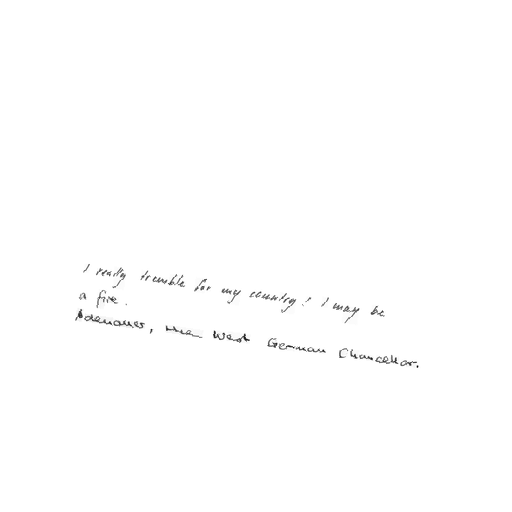 I really tremble for my country! I may be
a fire.
Adenauer, then West German Chancellor.